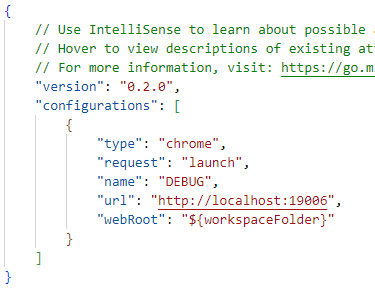 {
// Use IntelliSense to learn about possible
// Hover to view descriptions of existing
// For more information, visit: https://go.m
"version": "0.2.0",
"configurations": [
{
"type": "chrome",
"request": "launch",
"name": "DEBUG",
"url": "http://localhost:19006",
"webRoot": "${workspaceFolder}"
}
]
}